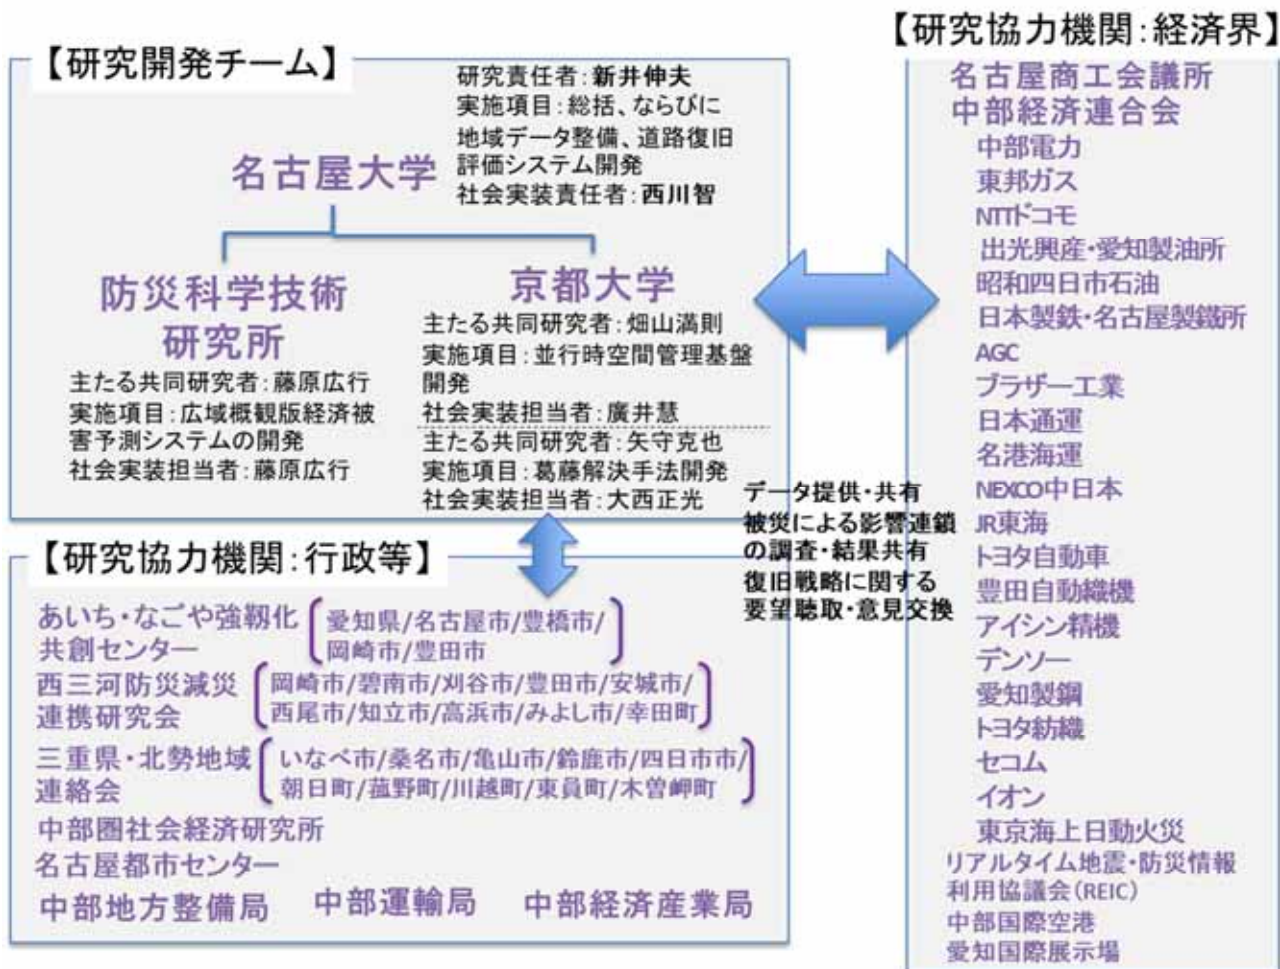 【研究開発チーム】
研究責任者：新井伸夫
実施項目：総括、ならびに
地域データ整備、道路復旧
評価システム開発
社会実装責任者：西川智
名古屋大学
防災科学技術
研究所
主たる共同研究者：藤原広行
実施項目：広域概観版経済被
害予測システムの開発
社会実装担当者：藤原広行
京都大学
主たる共同研究者：畑山満則
実施項目：並行時空間管理基盤
開発
社会実装担当者：廣井慧
主たる共同研究者：矢守克也
実施項目：葛藤解決手法開発
社会実装担当者：大西正光
データ提供・共有
被災による影響連鎖
の調査・結果共有
復旧戦略に関する
要望聴取・意見交換
【研究協力機関：行政等】
あいち・なごや強靱化
共創センター
愛知県/名古屋市/豊橋市/
岡崎市/豊田市
西三河防災減災
連携研究会
岡崎市/碧南市/刈谷市/豊田市/安城市/
西尾市/知立市/高浜市/みよし市/幸田町
三重県・北勢地域
連絡会
いなべ市/桑名市/亀山市/鈴鹿市/四日市市/
朝日町/菰野町/川越町/東員町/木曽岬町
中部圏社会経済研究所
名古屋都市センター
中部地方整備局 中部運輸局 中部経済産業局
【研究協力機関：経済界】
名古屋商工会議所
中部経済連合会
中部電力
東邦ガス
NTTドコモ
出光興産・愛知製油所
昭和四日市石油
日本製鉄・名古屋製鐵所
AGC
ブラザー工業
日本通運
名港海運
NEXCO中日本
JR東海
トヨタ自動車
豊田自動織機
アイシン精機
デンソー
愛知製鋼
トヨタ紡織
セコム
イオン
東京海上日動火災
リアルタイム地震・防災情報
利用協議会（REIC）
中部国際空港
愛知国際展示場